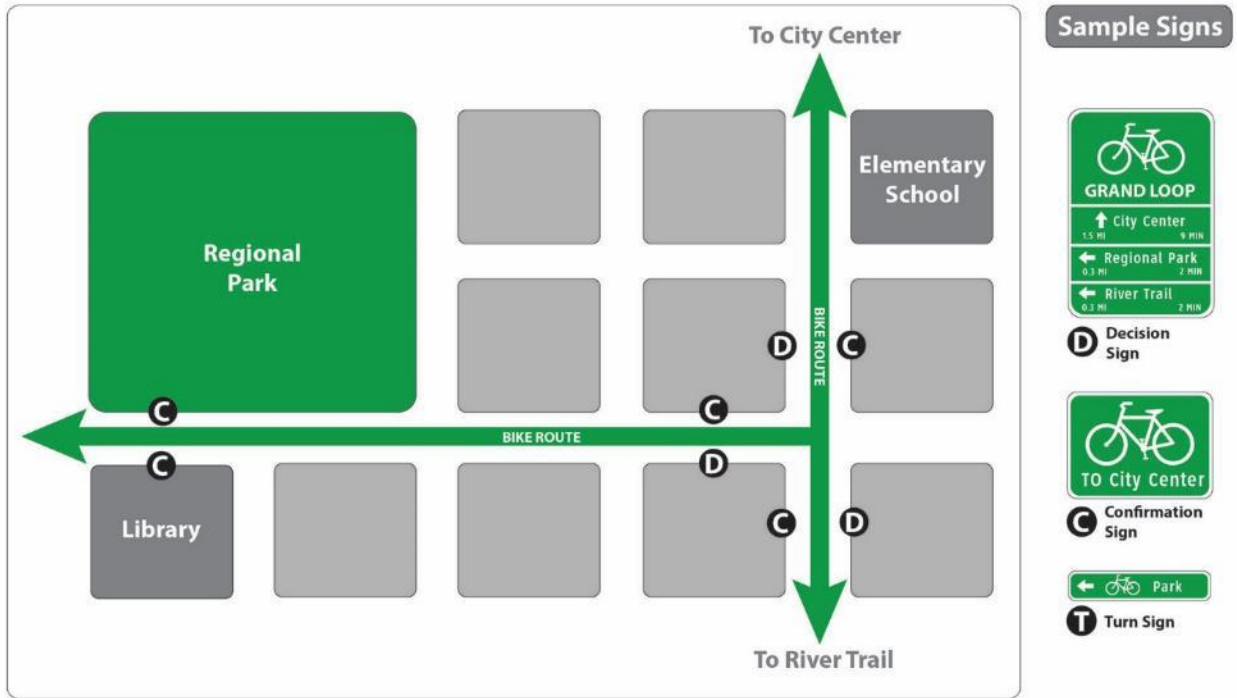 To City Center
Regional
Park
Elementary
School
BIKE ROUTE
C
D
C
C
BIKE ROUTE
C
D
Library
C
D
To River Trail
Sample Signs
GRAND LOOP
City Center
1.5 MI 9 MIN
Regional Park
0.3 MI 2 MIN
River Trail
0.3 MI 2 MIN
D Decision
Sign
TO City Center
C Confirmation
Sign
Park
T Turn Sign